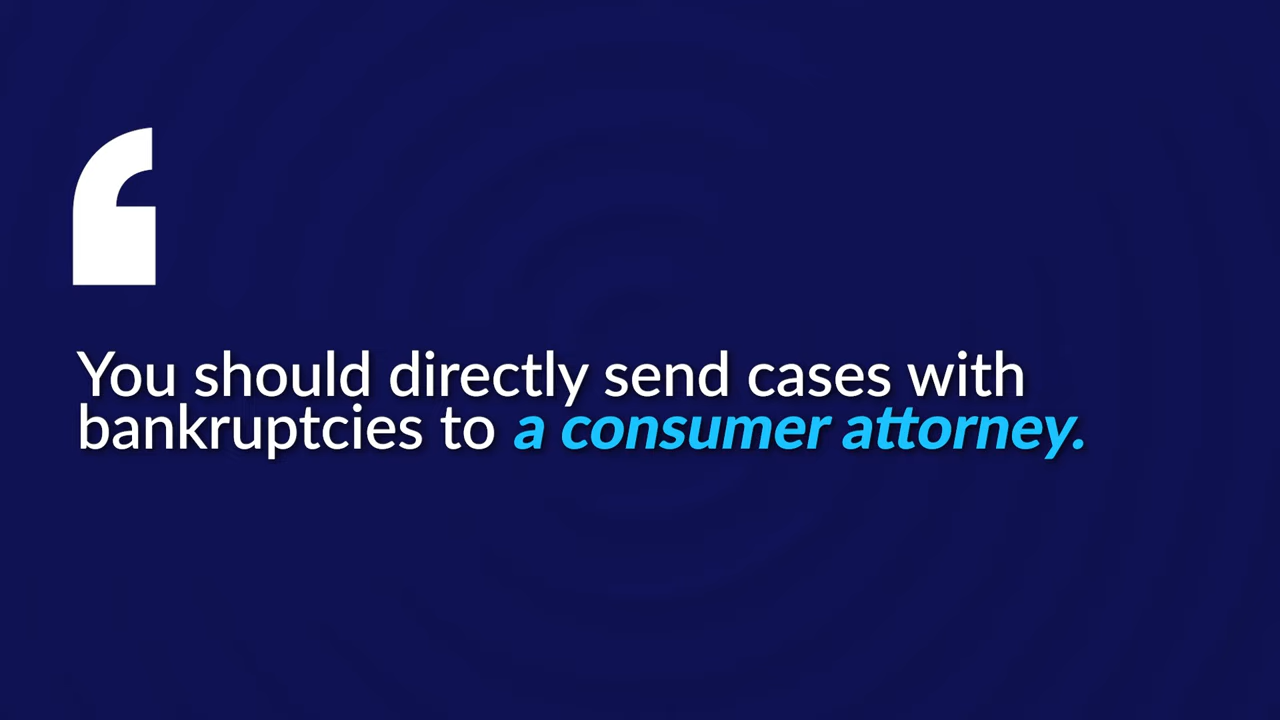 ‘
You should directly send cases with
bankruptcies to a consumer attorney.